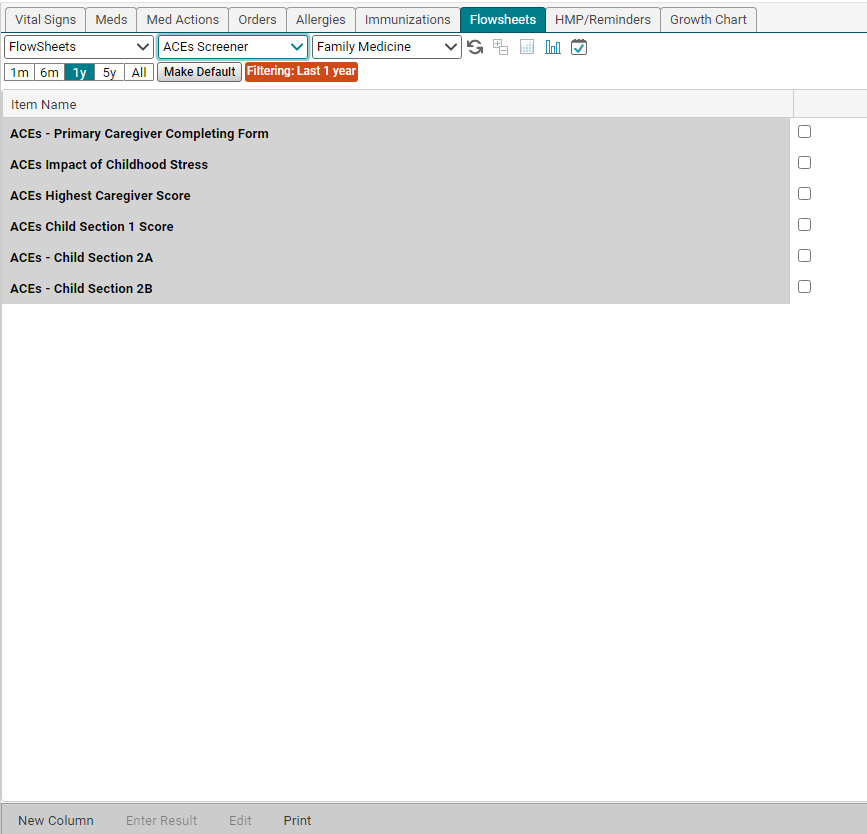 Vital Signs Meds Med Actions Orders Allergies Immunizations Flowsheets HMP/Reminders Growth Chart
FlowSheets ACEs Screener Family Medicine
1m 6m 1y 5y All Make Default Filtering: Last 1 year
Item Name
ACEs - Primary Caregiver Completing Form
ACEs Impact of Childhood Stress
ACEs Highest Caregiver Score
ACEs Child Section 1 Score
ACEs - Child Section 2A
ACEs - Child Section 2B
New Column Enter Result Edit Print